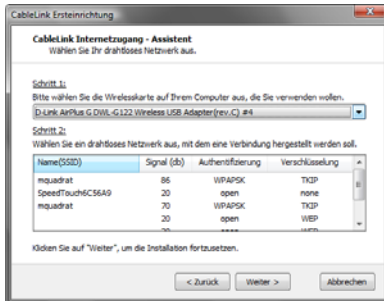 CableLink Ersteinrichtung
CableLink Internetzugang - Assistent
Wählen Sie Ihr drahtloses Netzwerk aus.
Schritt 1:
Bitte wählen Sie die Wirelesskarte auf Ihrem Computer aus, die Sie verwenden wollen.
D-Link AirPlus G DWL-G122 Wireless USB Adapter(rev.C) #4
Schritt 2:
Wählen Sie ein drahtloses Netzwerk aus, mit dem eine Verbindung hergestellt werden soll.
Name(SSID) Signal (db) Authentifizierung Verschlüsselung
mquadrat 86 WPAPSK TKIP
SpeedTouch6C56A9 20 open none
mquadrat 70 WPAPSK TKIP
20 open WEP
Klicken Sie auf "Weiter", um die Installation fortzusetzen.
< Zurück Weiter > Abbrechen